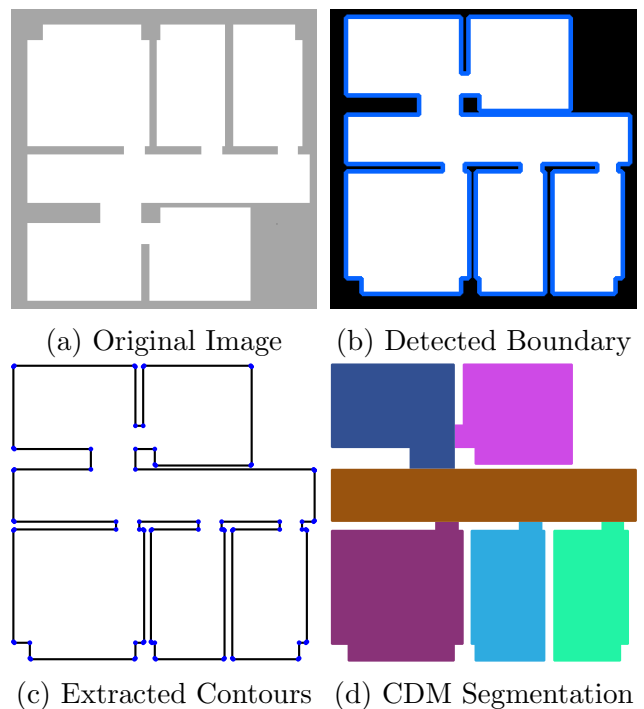 (a) Original Image
(b) Detected Boundary
(c) Extracted Contours
(d) CDM Segmentation